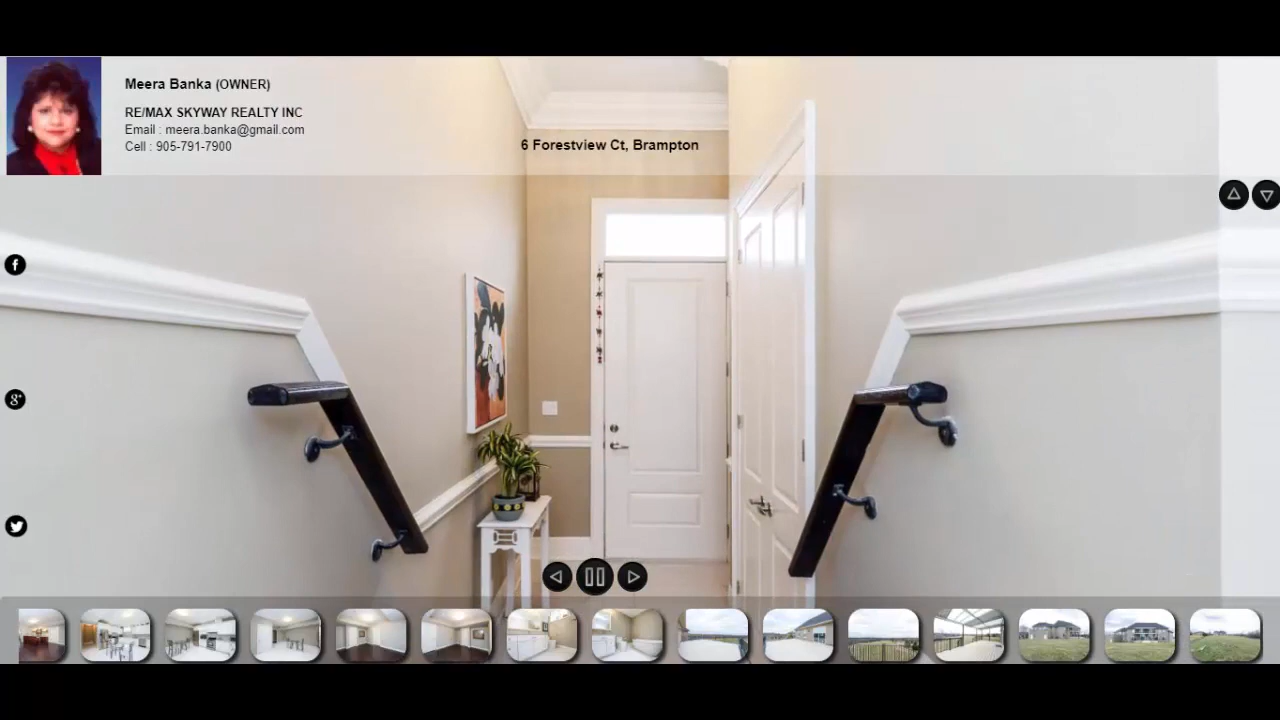 Meera Banka (OWNER)
RE/MAX SKYWAY REALTY INC
Email : meera.banka@gmail.com
Cell : 905-791-7900
6 Forestview Ct, Brampton
f
g+